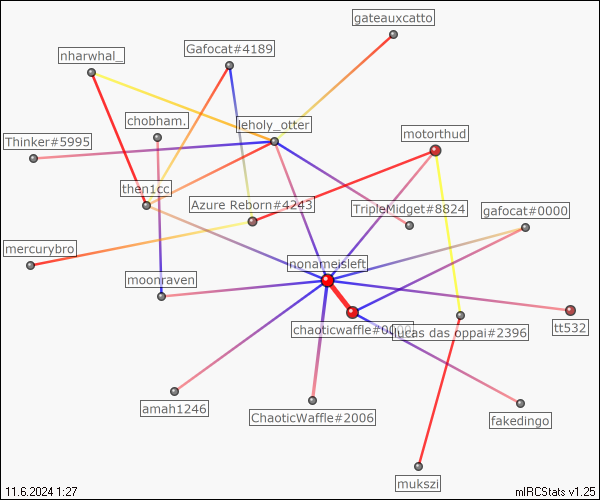 gateauxcatto
Gafocat#4189
nharwhal_
chobham.
leholy_otter
motorthud
Thinker#5995
then1cc
Azure Reborn#4243
TripleMidget#8824
gafocat#0000
mercurybro
nonameisleft
moonraven
chaoticwaffle#0000
lucas das oppai#2396
tt532
amah1246
ChaoticWaffle#2006
fakedingo
mukszi
11.6.2024 1:27
mIRCStats v1.25